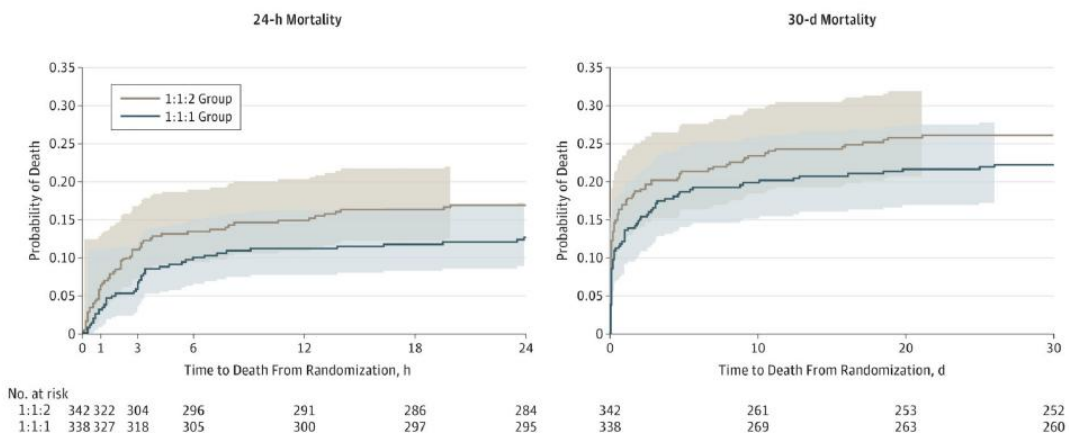 24-h Mortality
0.35
0.30
0.25
0.20
0.15
0.10
0.05
0
Probability of Death
1:1:2 Group
1:1:1 Group
0 1 3 6 12 18 24
Time to Death From Randomization, h
30-d Mortality
0.35
0.30
0.25
0.20
0.15
0.10
0.05
0
Probability of Death
0 10 20 30
Time to Death From Randomization, d
No. at risk
1:1:2 342 322 304 296 291 286 284 342 261 253 252
1:1:1 338 327 318 305 300 297 295 338 269 263 260